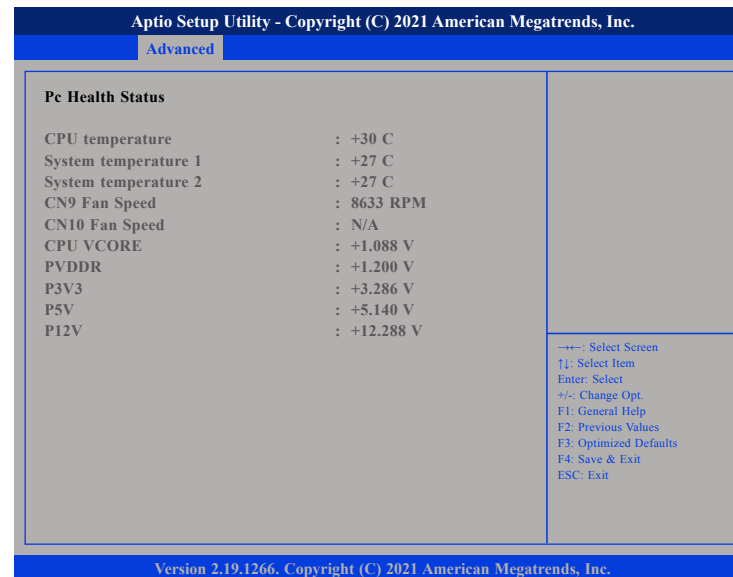 Aptio Setup Utility - Copyright (C) 2021 American Megatrends, Inc.
Advanced
Pc Health Status
CPU temperature : +30 C
System temperature 1 : +27 C
System temperature 2 : +27 C
CN9 Fan Speed : 8633 RPM
CN10 Fan Speed : N/A
CPU VCORE : +1.088 V
PVDDR : +1.200 V
P3V3 : +3.286 V
P5V : +5.140 V
P12V : +12.288 V
→←: Select Screen
↑↓: Select Item
Enter: Select
+/-: Change Opt.
F1: General Help
F2: Previous Values
F3: Optimized Defaults
F4: Save & Exit
ESC: Exit
Version 2.19.1266. Copyright (C) 2021 American Megatrends, Inc.